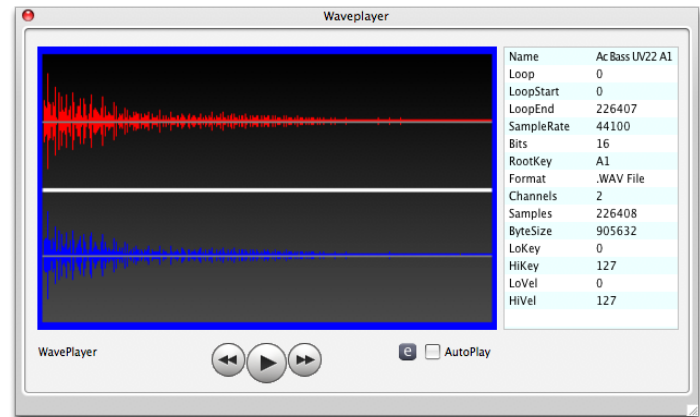 Waveplayer
Name Ac Bass UV22 A1
Loop 0
LoopStart 0
LoopEnd 226407
SampleRate 44100
Bits 16
RootKey A1
Format .WAV File
Channels 2
Samples 226408
ByteSize 905632
LoKey 0
HiKey 127
LoVel 0
HiVel 127
WavePlayer e AutoPlay